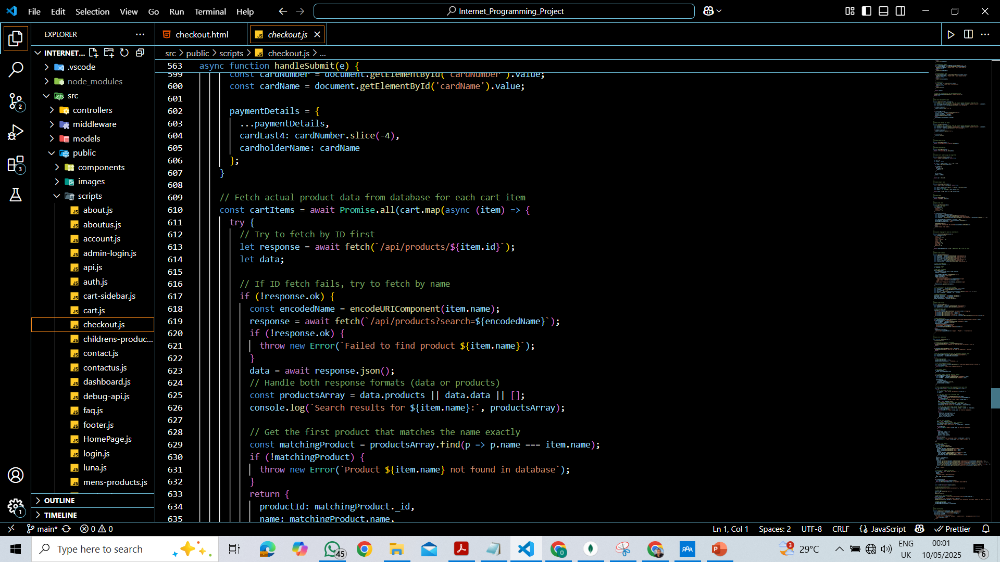 File Edit Selection View Go Run Terminal Help
Internet_Programming_Project
EXPLORER
INTERNET...
.vscode
node_modules
src
controllers
middleware
models
public
components
images
scripts
about.js
aboutus.js
account.js
admin-login.js
api.js
auth.js
cart-sidebar.js
cart.js
checkout.js
childrens-produc...
contact.js
contactus.js
dashboard.js
debug-api.js
faq.js
footer.js
HomePage.js
login.js
luna.js
mens-products.js
OUTLINE
TIMELINE
2
3
1
checkout.html
JS checkout.js
src > public > scripts > JS checkout.js > ...
563 async function handleSubmit(e) {
599 const cardNumber = document.getElementById('cardNumber').value;
600 const cardName = document.getElementById('cardName').value;
601
602 paymentDetails = {
603 ...paymentDetails,
604 cardLast4: cardNumber.slice(-4),
605 cardholderName: cardName
606 };
607 }
608
609 // Fetch actual product data from database for each cart item
610 const cartItems = await Promise.all(cart.map(async (item) => {
611 try {
612 // Try to fetch by ID first
613 let response = await fetch(`/api/products/${item.id}`);
614 let data;
615
616 // If ID fetch fails, try to fetch by name
617 if (!response.ok) {
618 const encodedName = encodeURIComponent(item.name);
619 response = await fetch(`/api/products?search=${encodedName}`);
620 if (!response.ok) {
621 throw new Error(`Failed to find product ${item.name}`);
622 }
623 data = await response.json();
624 // Handle both response formats (data or products)
625 const productsArray = data.products || data.data || [];
626 console.log(`Search results for ${item.name}:`, productsArray);
627
628 // Get the first product that matches the name exactly
629 const matchingProduct = productsArray.find(p => p.name === item.name);
630 if (!matchingProduct) {
631 throw new Error(`Product ${item.name} not found in database`);
632 }
633 return {
634 productId: matchingProduct._id,
635 name: matchingProduct.name,
main* 0 0
Ln 1, Col 1 Spaces: 2 UTF-8 CRLF {} JavaScript Prettier
Type here to search
45
3
29°C
ENG
UK
00:01
10/05/2025
6